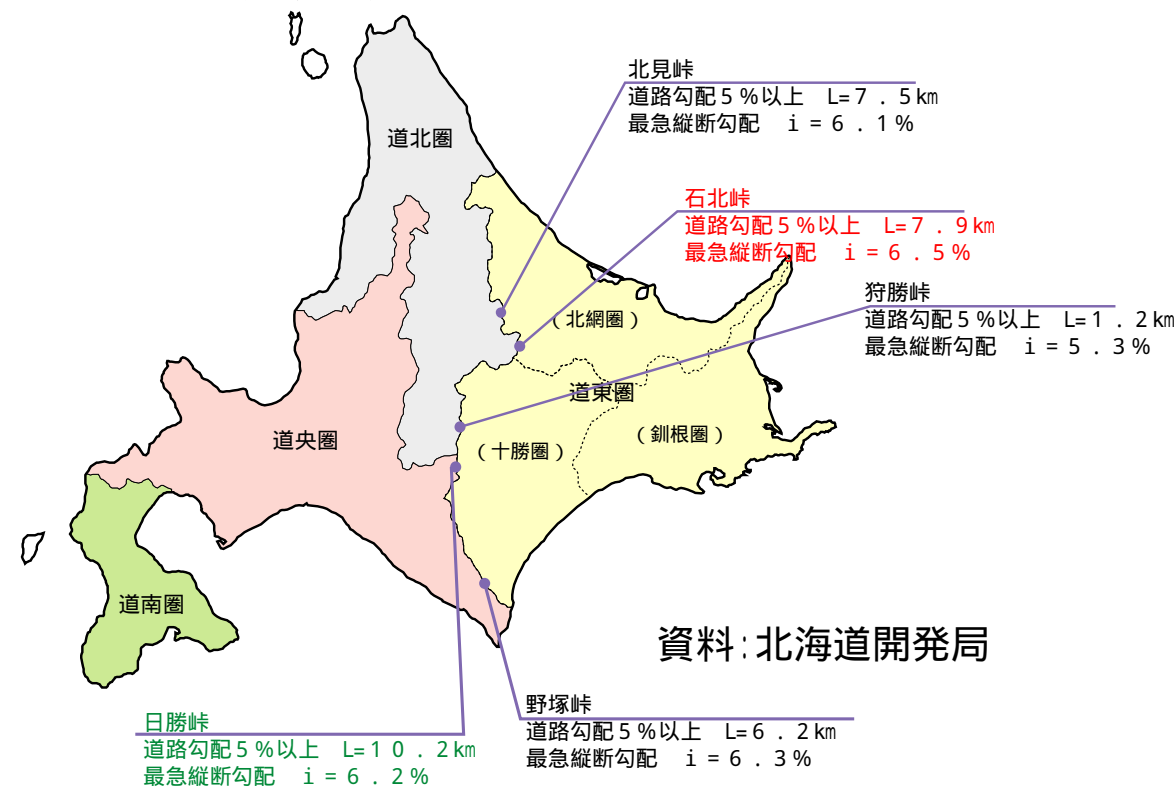 北見峠
道路勾配５％以上　L=７．５㎞
最急縦断勾配　ｉ＝６．１％
道北圏
石北峠
道路勾配５％以上　L=７．９㎞
最急縦断勾配　ｉ＝６．５％
狩勝峠
道路勾配５％以上　L=１．２㎞
最急縦断勾配　ｉ＝５．３％
（北網圏）
道東圏
（釧根圏）
道央圏
（十勝圏）
道南圏
資料：北海道開発局
野塚峠
道路勾配５％以上　L=６．２㎞
最急縦断勾配　ｉ＝６．３％
日勝峠
道路勾配５％以上　L=１０．２㎞
最急縦断勾配　ｉ＝６．２％